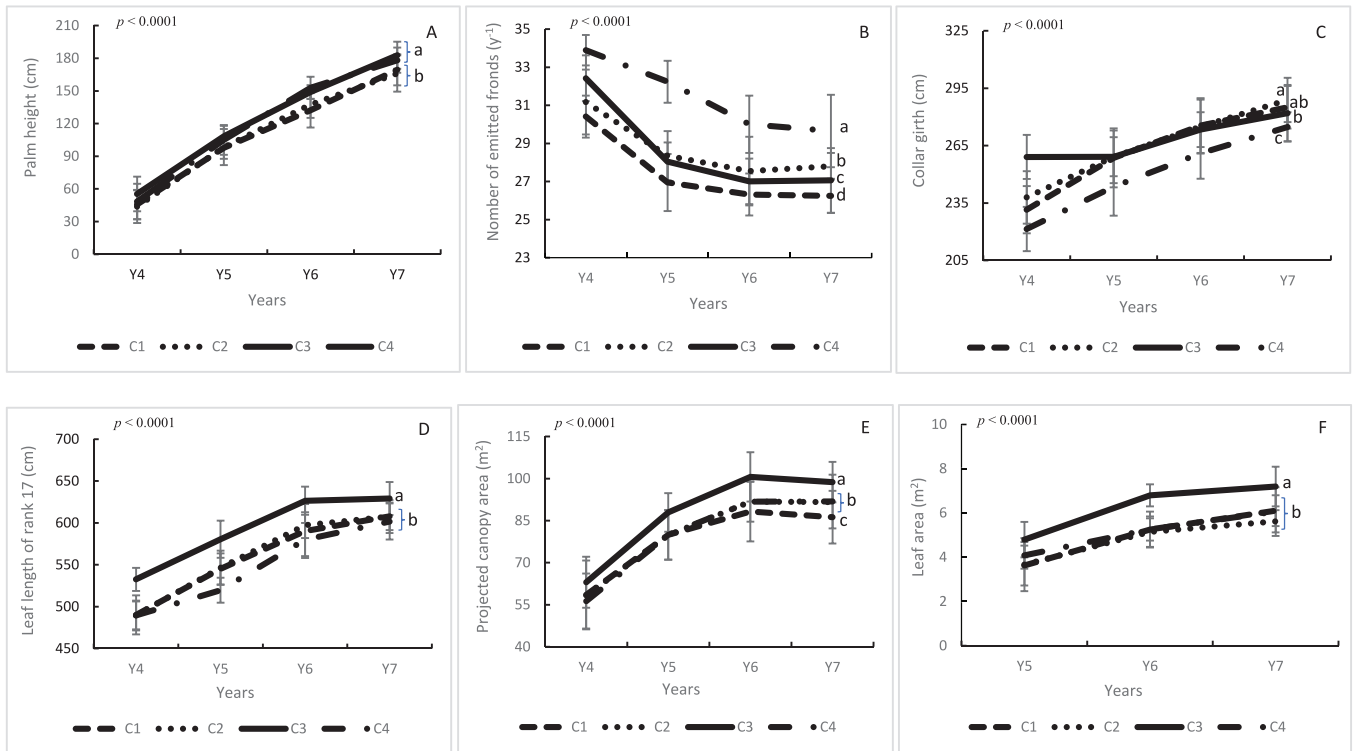 p < 0.0001
A
Palm height (cm)
210
180
150
120
90
60
30
0
a
b
Y4 Y5 Y6 Y7
Years
C1 C2 C3 C4
p < 0.0001
B
Nomber of emitted fronds (y-1)
35
33
31
29
27
25
23
a
b
c
d
Y4 Y5 Y6 Y7
Years
C1 C2 C3 C4
p < 0.0001
C
Collar girth (cm)
325
295
265
235
205
a
ab
b
c
Y4 Y5 Y6 Y7
Years
C1 C2 C3 C4
p < 0.0001
D
Leaf length of rank 17 (cm)
700
650
600
550
500
450
a
b
Y4 Y5 Y6 Y7
Years
C1 C2 C3 C4
p < 0.0001
E
Projected canopy area (m2)
115
100
85
70
55
40
a
b
c
Y4 Y5 Y6 Y7
Years
C1 C2 C3 C4
p < 0.0001
F
Leaf area (m2)
10
8
6
4
2
0
a
b
Y5 Y6 Y7
Years
C1 C2 C3 C4